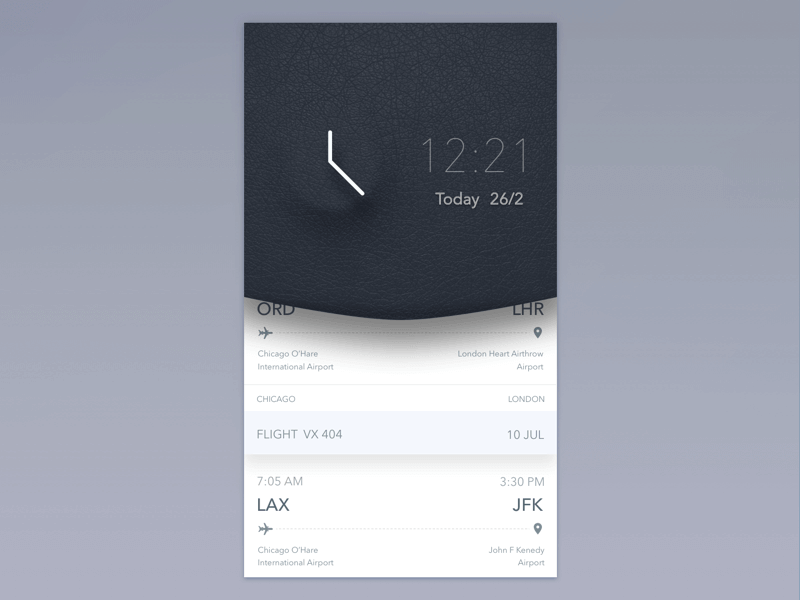 12:21
Today 26/2
ORD LHR
Chicago O'Hare London Heart Airthrow
International Airport Airport
CHICAGO LONDON
FLIGHT VX 404 10 JUL
7:05 AM 3:30 PM
LAX JFK
Chicago O'Hare John F Kenedy
International Airport Airport